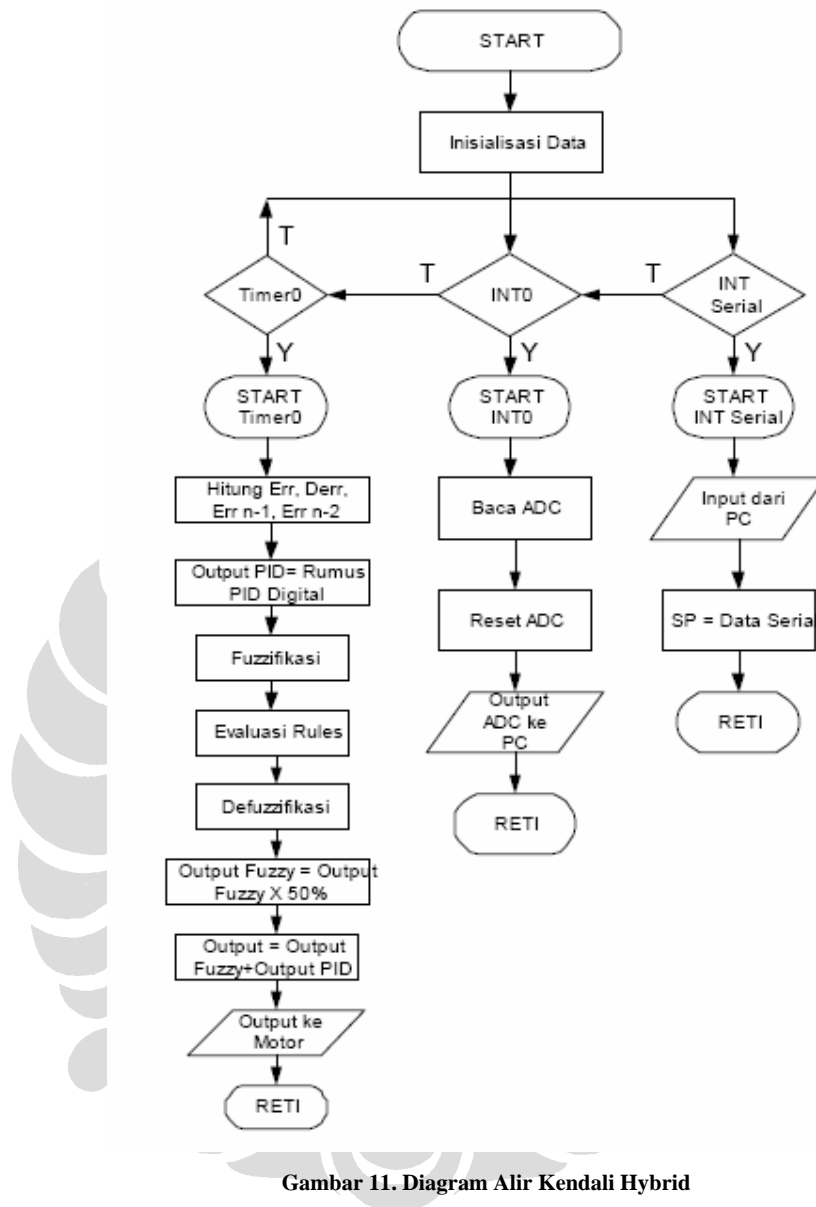 START
Inisialisasi Data
T
Timer0
Y
T
INT0
Y
T
INT
Serial
Y
START
Timer0
Hitung Err, Derr,
Err n-1, Err n-2
Output PID= Rumus
PID Digital
Fuzzifikasi
Evaluasi Rules
Defuzzifikasi
Output Fuzzy = Output
Fuzzy X 50%
Output = Output
Fuzzy+Output PID
Output ke
Motor
RETI
START
INT0
Baca ADC
Reset ADC
Output
ADC ke
PC
RETI
START
INT Serial
Input dari
PC
SP = Data Serial
RETI
Gambar 11. Diagram Alir Kendali Hybrid